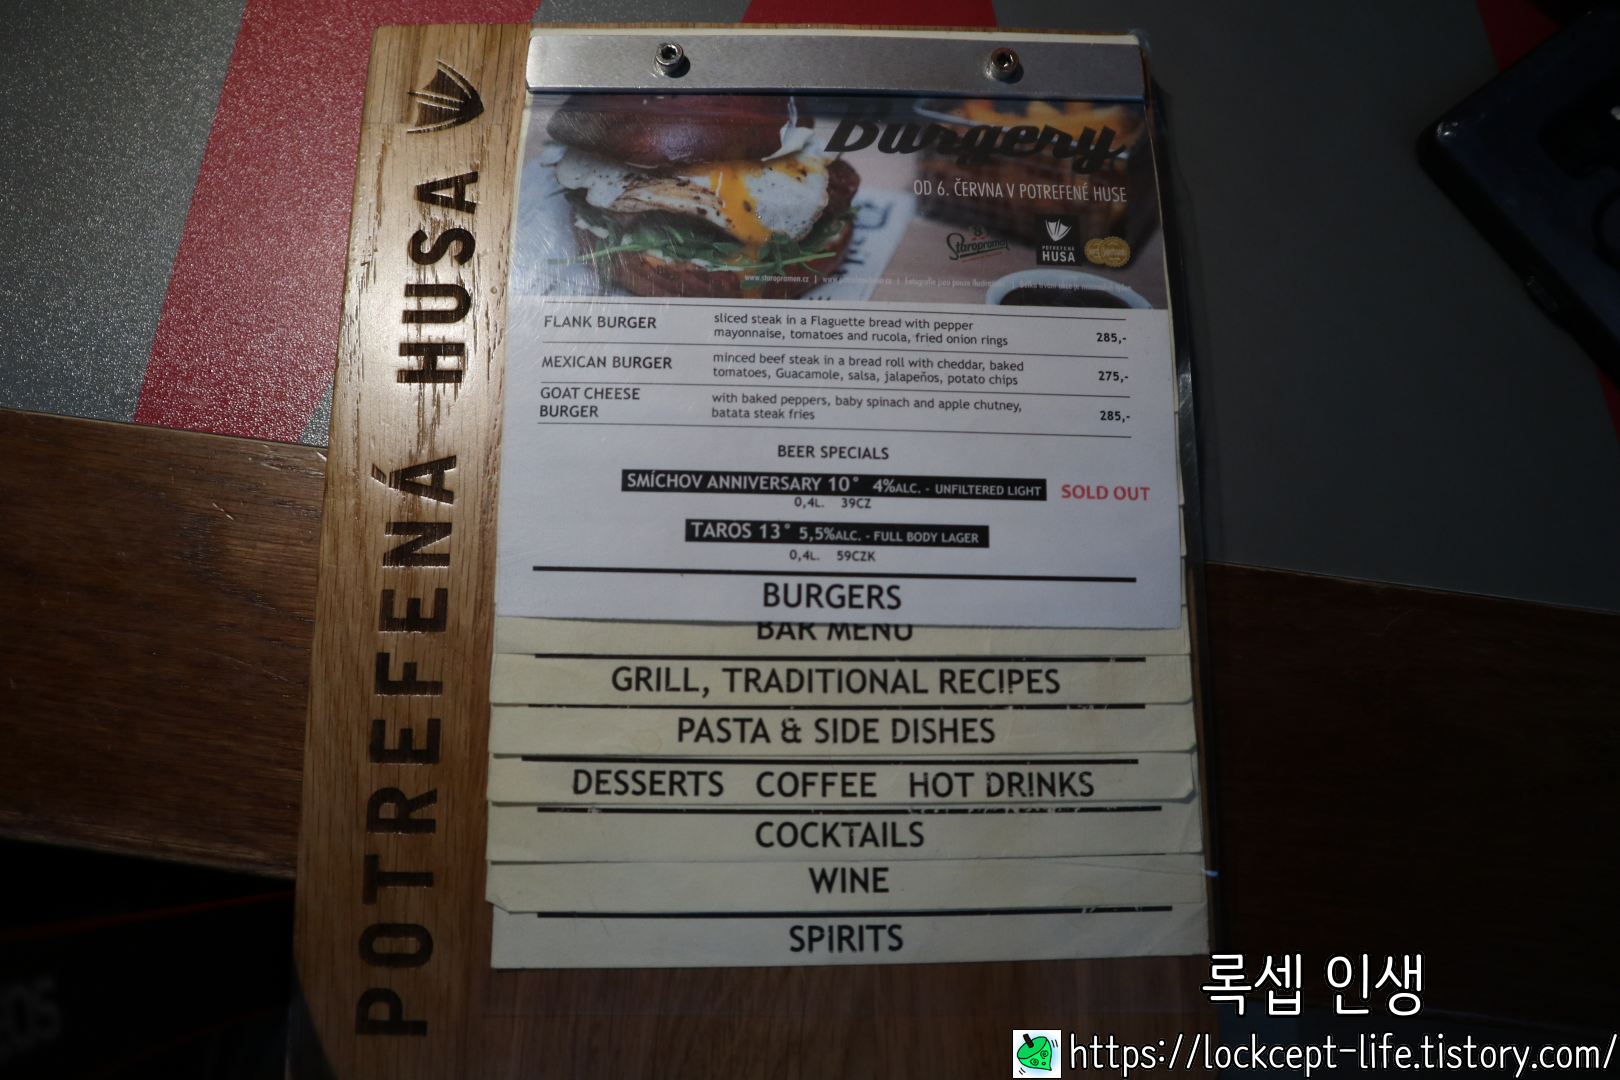 POTREFENÁ HUSA
Burgery
OD 6. ČERVNA V POTREFENÉ HUSE
Staropramen
POTREFENÁ
HUSA
www.staropramen.cz
FLANK BURGER
sliced steak in a Flaguette bread with pepper
mayonnaise, tomatoes and rucola, fried onion rings
285,-
MEXICAN BURGER
minced beef steak in a bread roll with cheddar, baked
tomatoes, Guacamole, salsa, jalapeños, potato chips
275,-
GOAT CHEESE
BURGER
with baked peppers, baby spinach and apple chutney,
batata steak fries
285,-
BEER SPECIALS
SMÍCHOV ANNIVERSARY 10° 4%ALC. - UNFILTERED LIGHT SOLD OUT
0,4L. 39CZ
TAROS 13° 5,5%ALC. - FULL BODY LAGER
0,4L. 59CZK
BURGERS
BAR MENU
GRILL, TRADITIONAL RECIPES
PASTA & SIDE DISHES
DESSERTS COFFEE HOT DRINKS
COCKTAILS
WINE
SPIRITS
록셉 인생
https://lockcept-life.tistory.com/